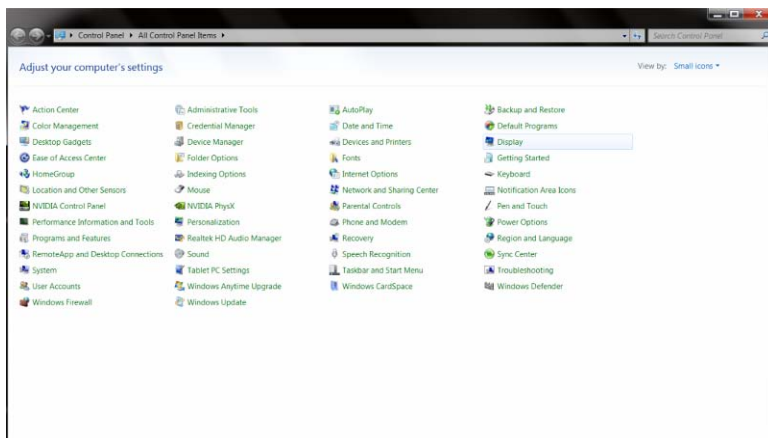 Control Panel All Control Panel Items
Search Control Panel
Adjust your computer's settings
View by: Small icons
Action Center Administrative Tools AutoPlay Backup and Restore
Color Management Credential Manager Date and Time Default Programs
Desktop Gadgets Device Manager Devices and Printers Display
Ease of Access Center Folder Options Fonts Getting Started
HomeGroup Indexing Options Internet Options Keyboard
Location and Other Sensors Mouse Network and Sharing Center Notification Area Icons
NVIDIA Control Panel NVIDIA PhysX Parental Controls Pen and Touch
Performance Information and Tools Personalization Phone and Modem Power Options
Programs and Features Realtek HD Audio Manager Recovery Region and Language
RemoteApp and Desktop Connections Sound Speech Recognition Sync Center
System Tablet PC Settings Taskbar and Start Menu Troubleshooting
User Accounts Windows Anytime Upgrade Windows CardSpace Windows Defender
Windows Firewall Windows Update